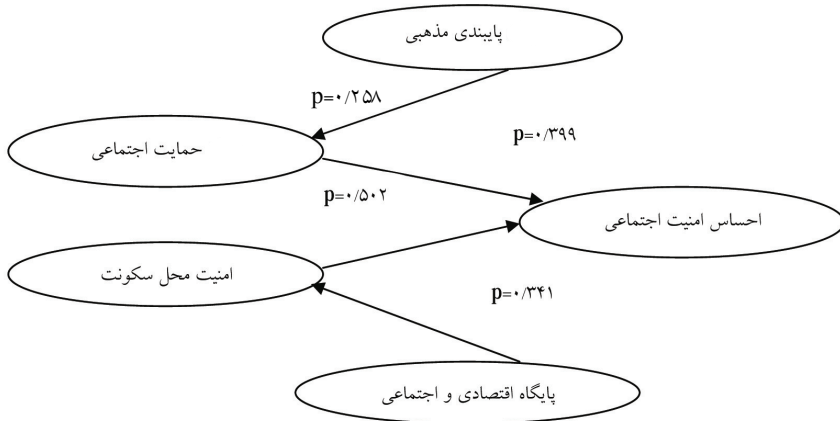 پایبندی مذهبی
p=۰/۲۵۸
p=۰/۳۹۹
حمایت اجتماعی
p=۰/۵۰۲
احساس امنیت اجتماعی
امنیت محل سکونت
p=۰/۳۴۱
پایگاه اقتصادی و اجتماعی